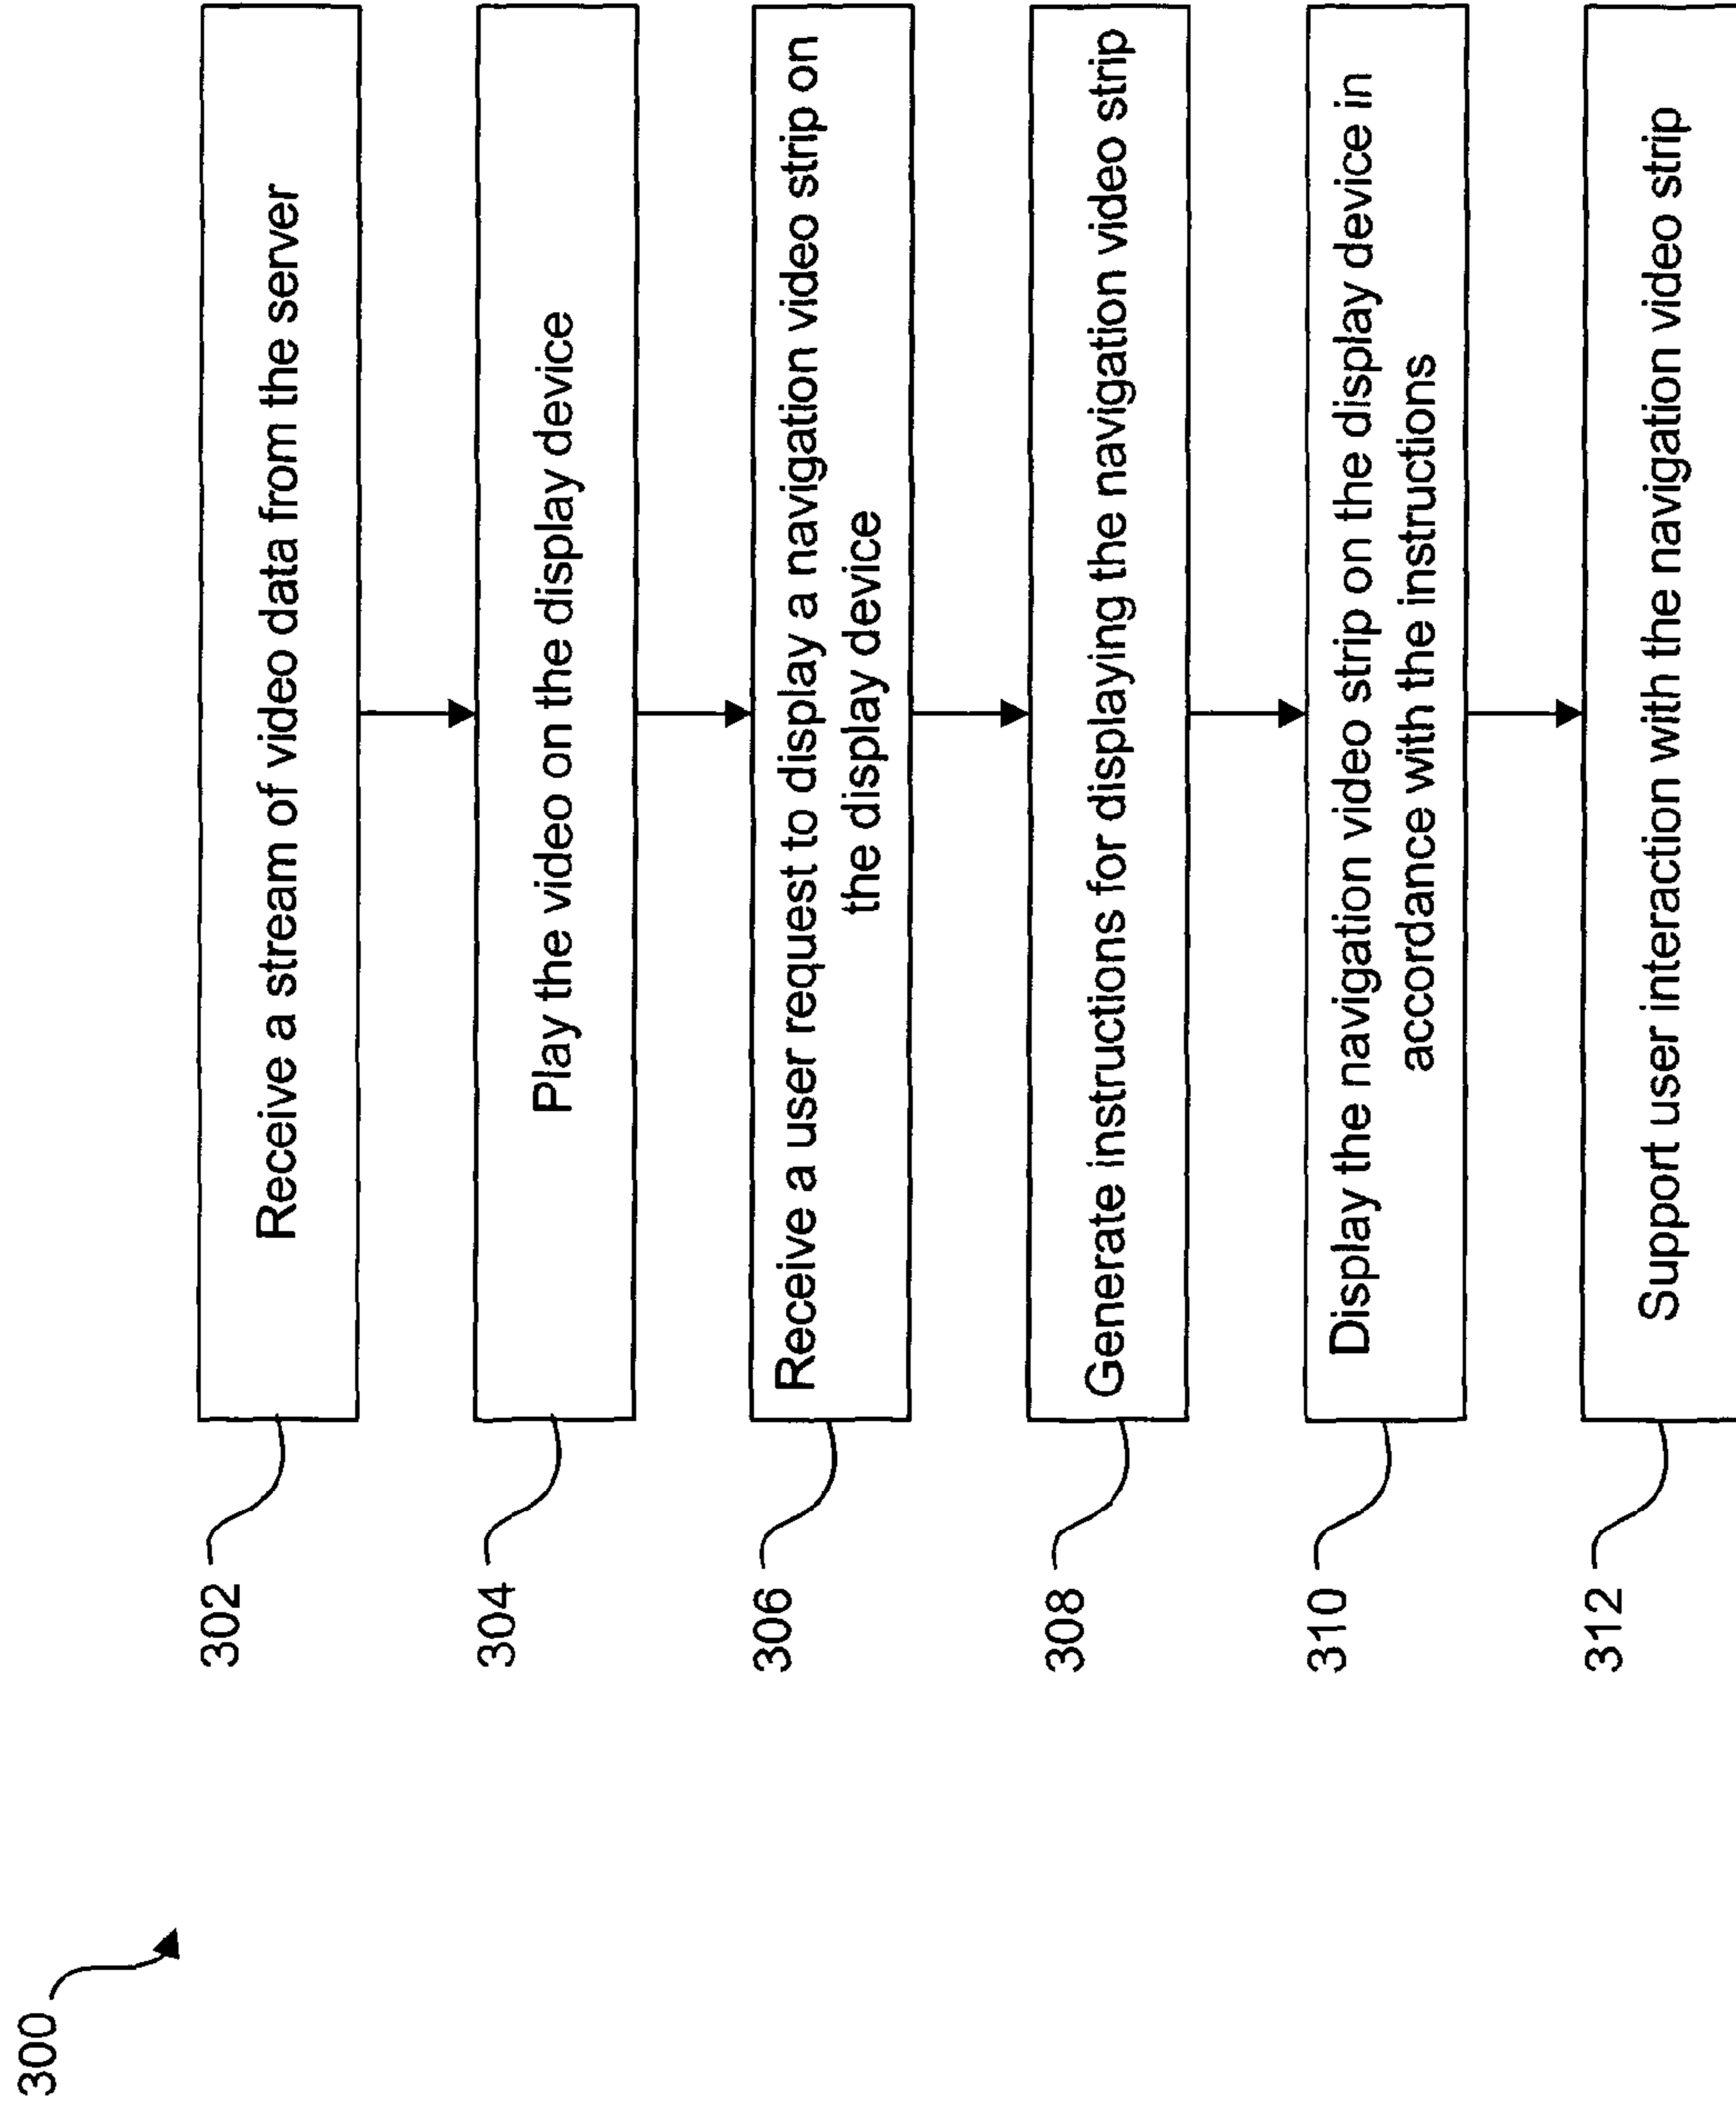 300
302
Receive a stream of video data from the server
304
Play the video on the display device
306
Receive a user request to display a navigation video strip on
the display device
308
Generate instructions for displaying the navigation video strip
310
Display the navigation video strip on the display device in
accordance with the instructions
312
Support user interaction with the navigation video strip